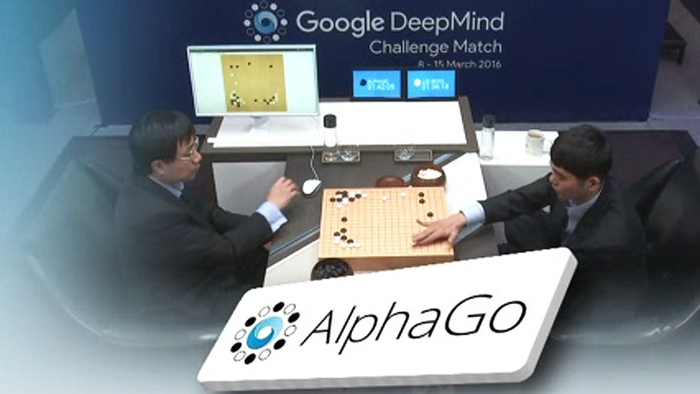 Google DeepMind
Challenge Match
8 - 15 March 2016
AlphaGo